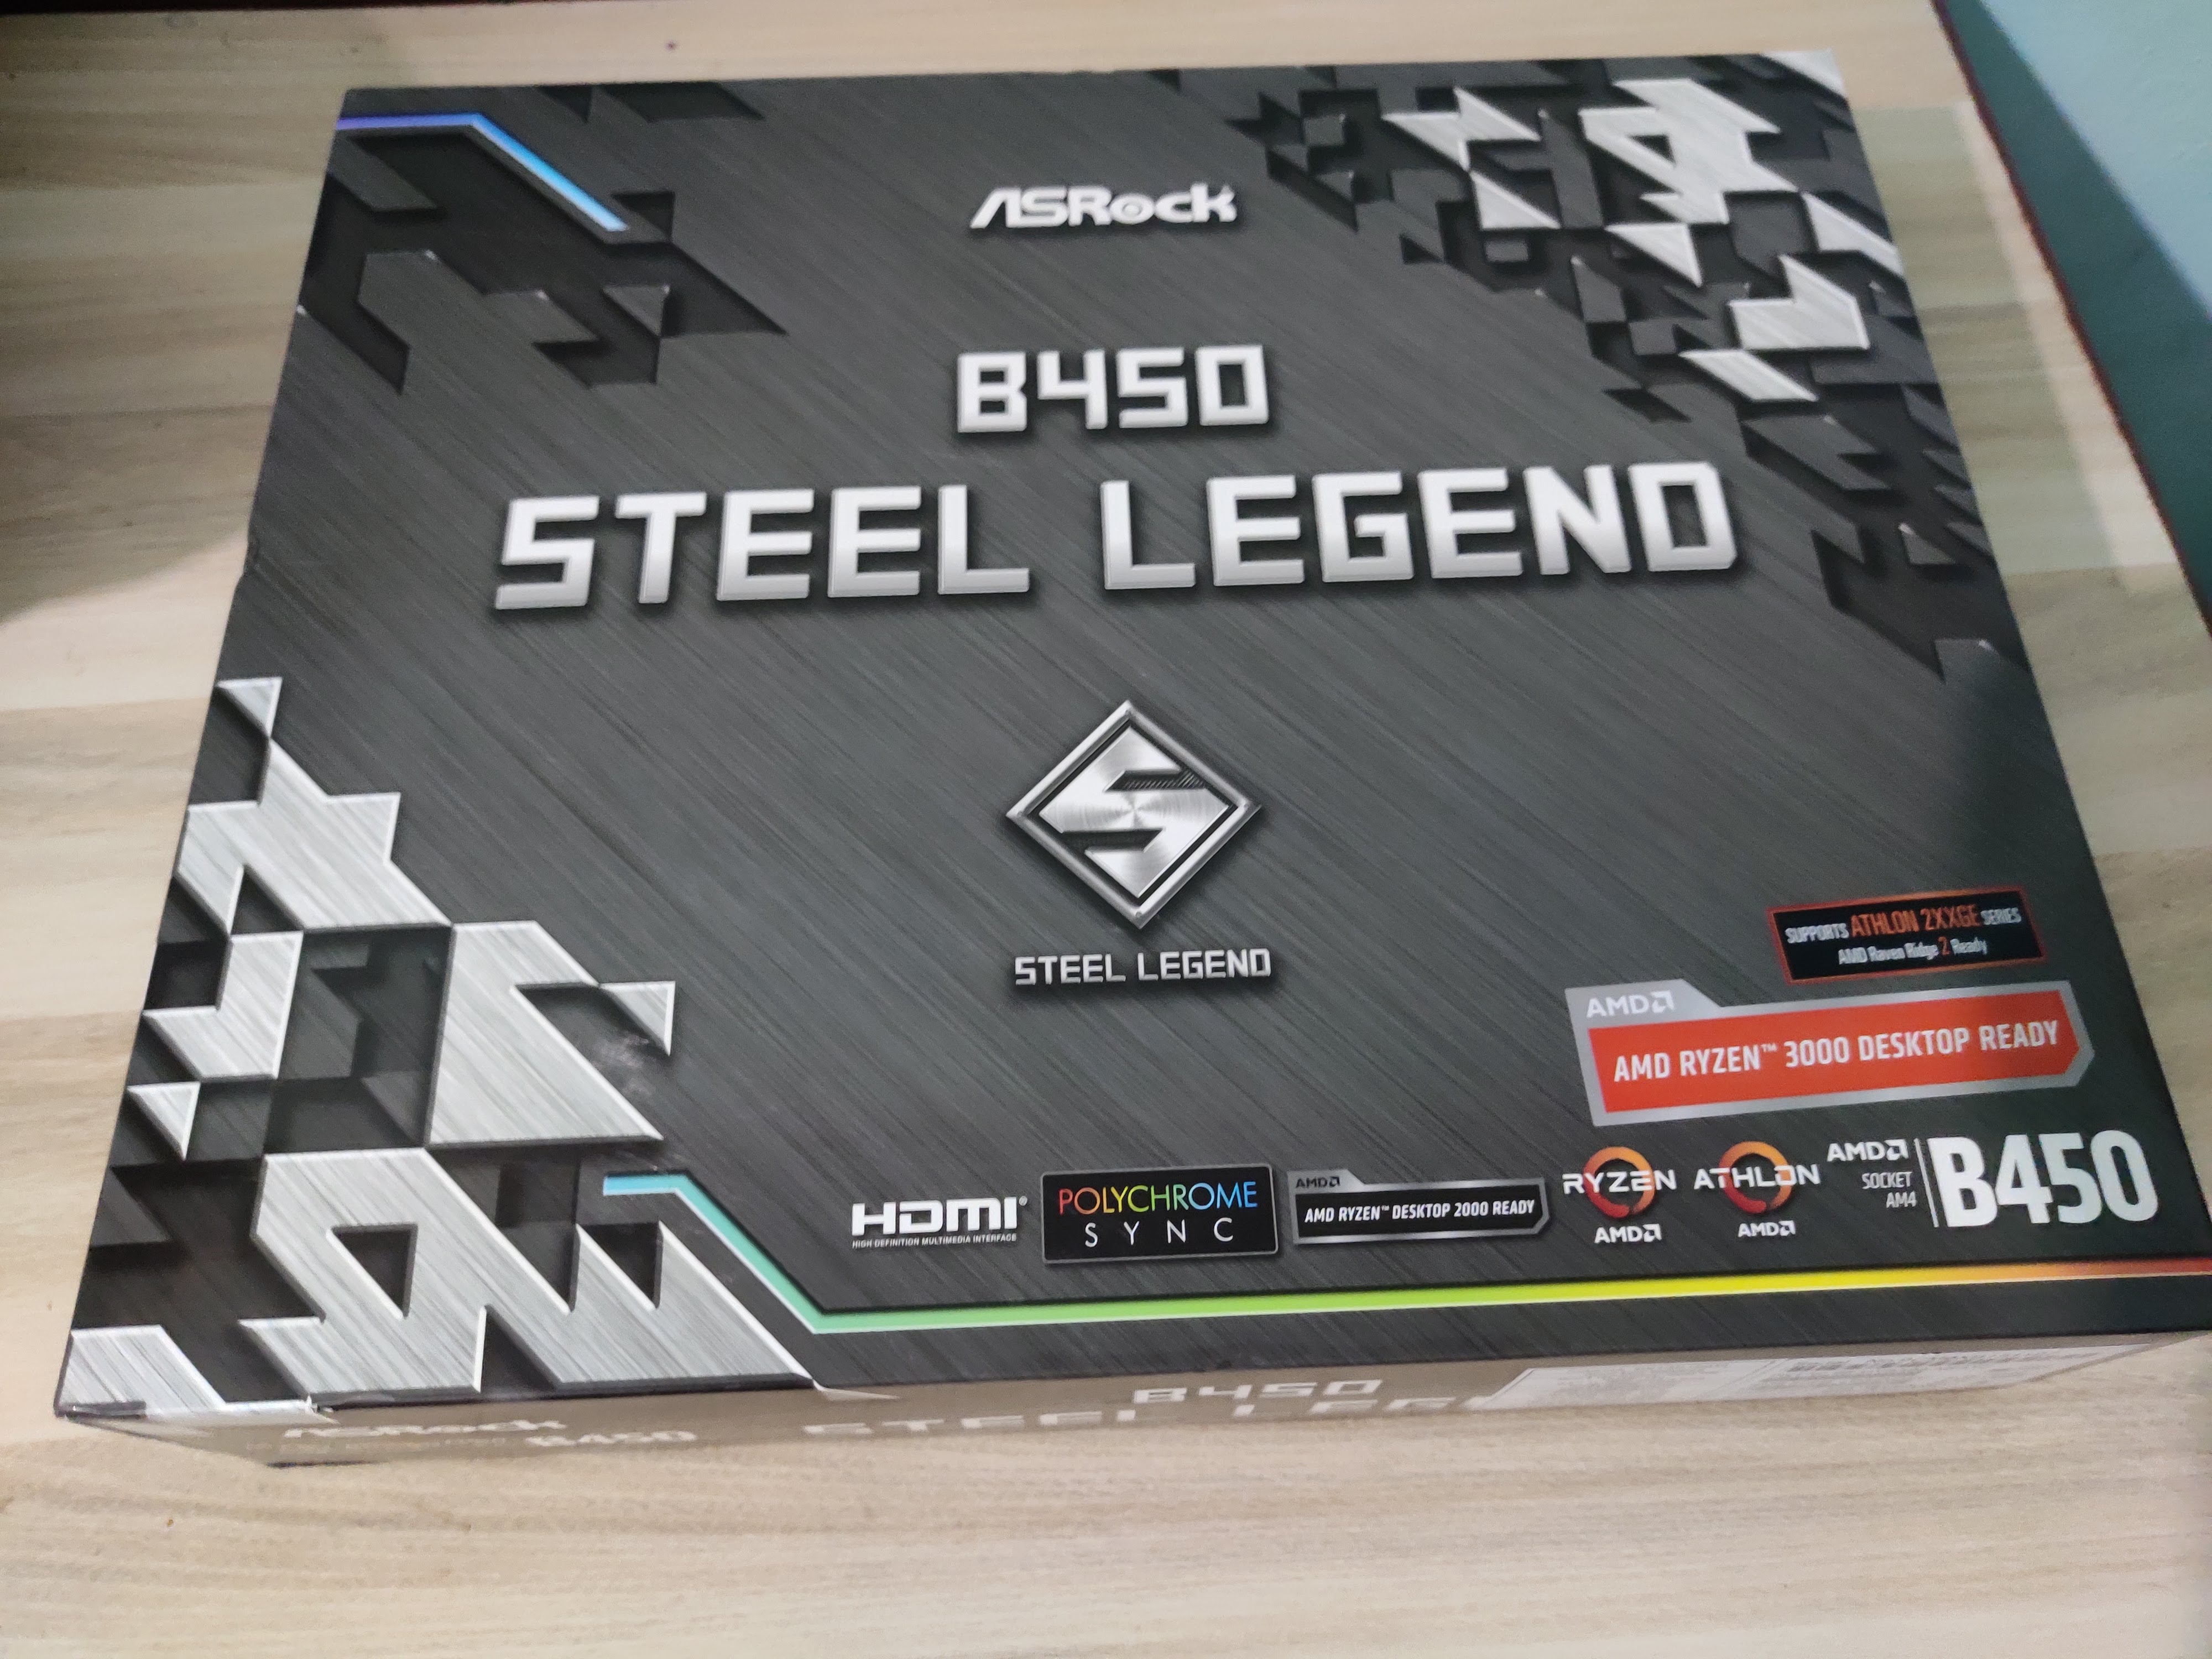 ASRock
B450
STEEL LEGEND
STEEL LEGEND
SUPPORTS ATHLON 2XXGE SERIES
AMD Raven Ridge 2 Ready
AMD
AMD RYZEN™ 3000 DESKTOP READY
HDMI®
HIGH-DEFINITION MULTIMEDIA INTERFACE
POLYCHROME
SYNC
AMD
AMD RYZEN™ DESKTOP 2000 READY
RYZEN
AMD
ATHLON
AMD
AMD
SOCKET
AM4
B450
ASRock
B450
B450
STEEL